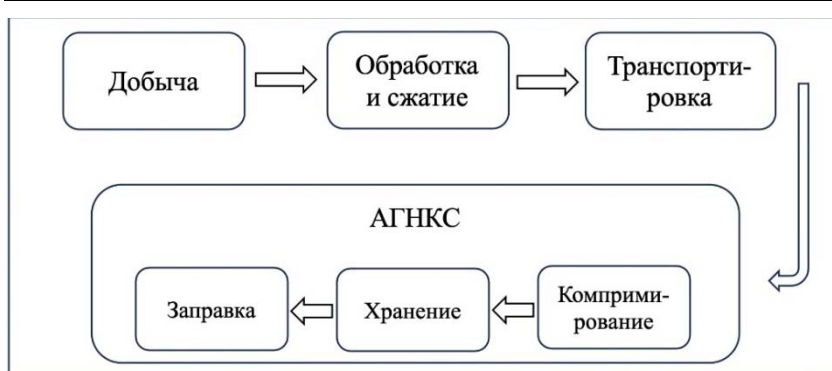 Добыча
Обработка
и сжатие
Транспорти-
ровка
АГНКС
Заправка
Хранение
Комприми-
рование